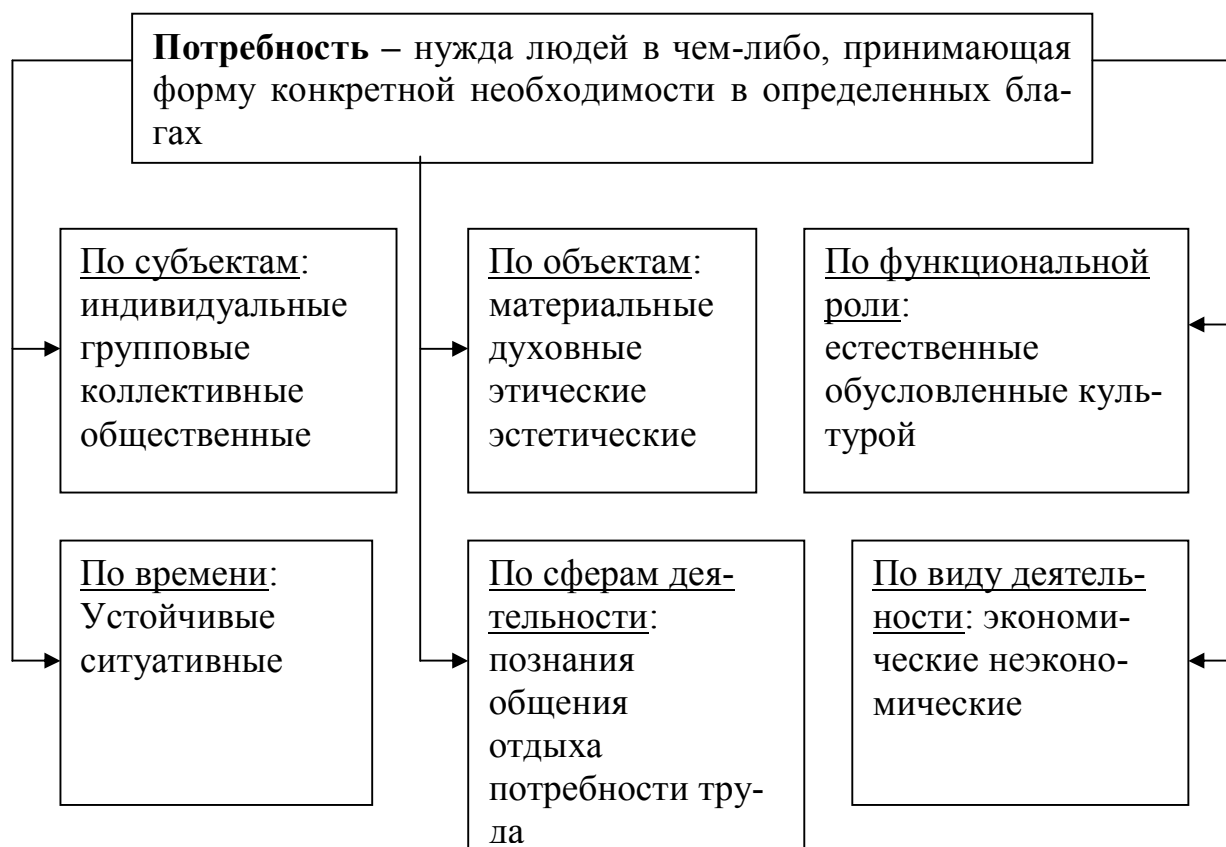 Потребность – нужда людей в чем-либо, принимающая
форму конкретной необходимости в определенных бла-
гах
По субъектам:
индивидуальные
групповые
коллективные
общественные
По объектам:
материальные
духовные
этические
эстетические
По функциональной
роли:
естественные
обусловленные куль-
турой
По времени:
Устойчивые
ситуативные
По сферам дея-
тельности:
познания
общения
отдыха
потребности тру-
да
По виду деятель-
ности: экономи-
ческие неэконо-
мические